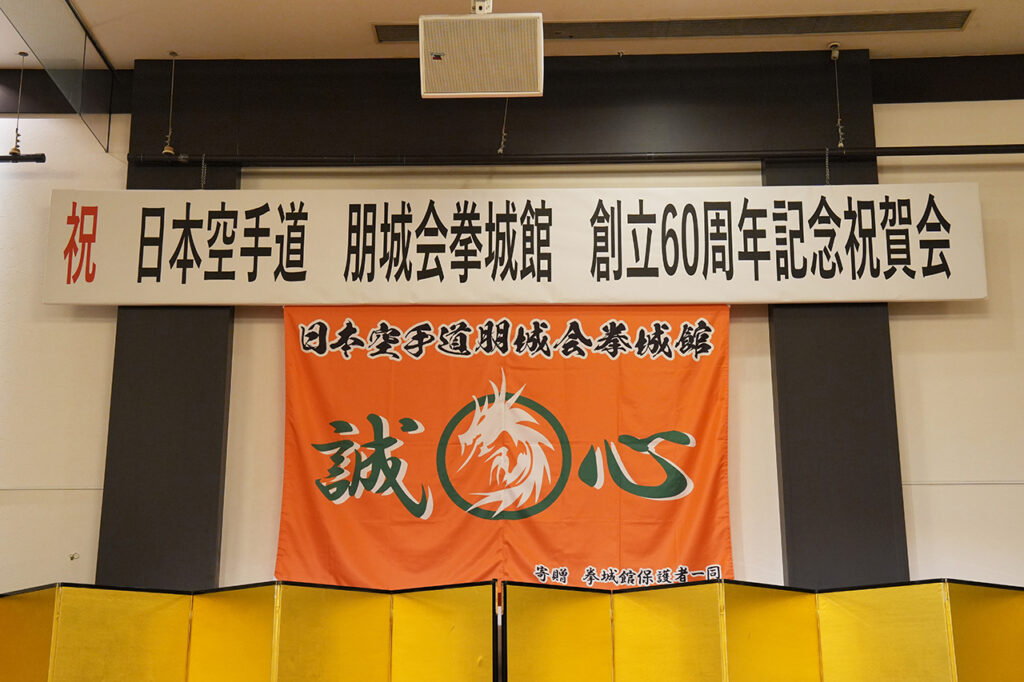 祝 日本空手道 朋城会拳城館 創立60周年記念祝賀会
日本空手道朋城会拳城館
誠 心
寄贈 拳城館保護者一同